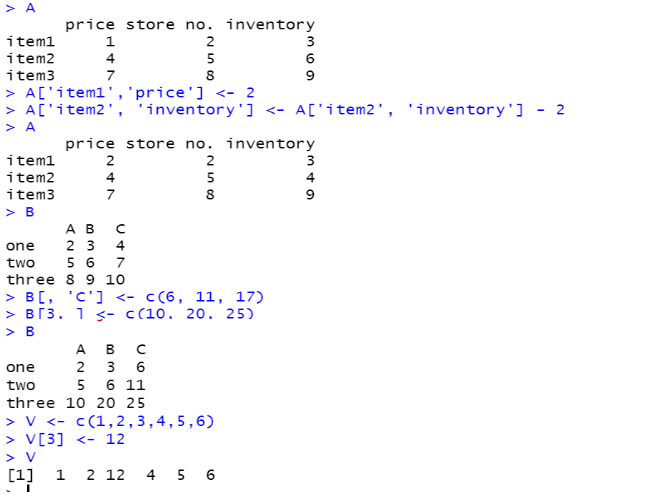 > A
      price store no. inventory
item1     1         2         3
item2     4         5         6
item3     7         8         9
> A['item1','price'] <- 2
> A['item2', 'inventory'] <- A['item2', 'inventory'] - 2
> A
      price store no. inventory
item1     2         2         3
item2     4         5         4
item3     7         8         9
> B
      A B  C
one   2 3  4
two   5 6  7
three 8 9 10
> B[, 'C'] <- c(6, 11, 17)
> B[3, ] <- c(10, 20, 25)
> B
       A  B  C
one    2  3  6
two    5  6 11
three 10 20 25
> V <- c(1,2,3,4,5,6)
> V[3] <- 12
> V
[1]  1  2 12  4  5  6
>